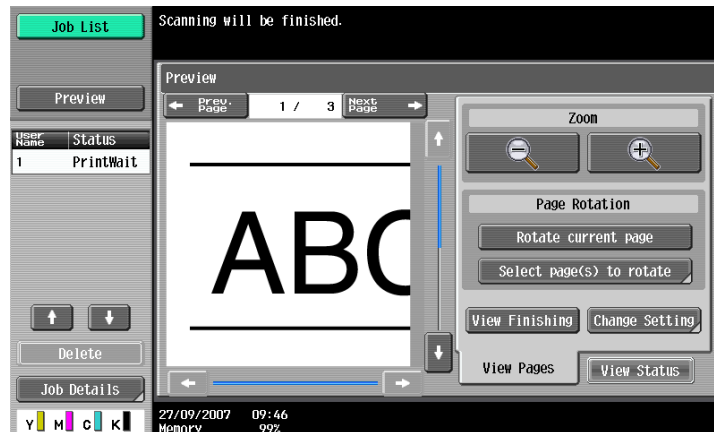 Job List
Scanning will be finished.
Preview
Preview
Prev. Page
1 / 3
Next Page
Zoom
User Name
Status
1 PrintWait
Page Rotation
Rotate current page
Select page(s) to rotate
ABC
View Finishing
Change Setting
Delete
View Pages
View Status
Job Details
27/09/2007 09:46
Y M C K
Memory 99%